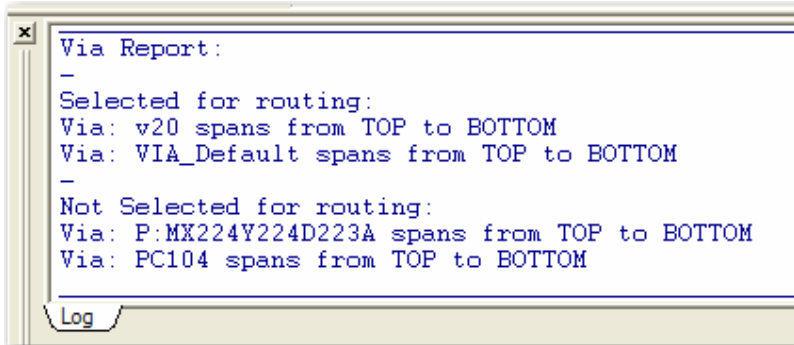 Via Report:
-
Selected for routing:
Via: v20 spans from TOP to BOTTOM
Via: VIA_Default spans from TOP to BOTTOM
-
Not Selected for routing:
Via: P:MX224Y224D223A spans from TOP to BOTTOM
Via: PC104 spans from TOP to BOTTOM
Log